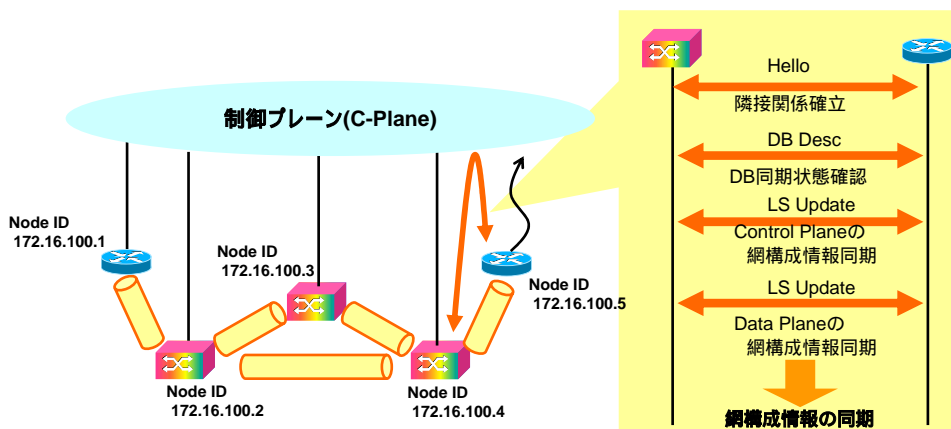 制御プレーン(C-Plane)
Node ID
172.16.100.1
Node ID
172.16.100.3
Node ID
172.16.100.5
Node ID
172.16.100.2
Node ID
172.16.100.4
Hello
隣接関係確立
DB Desc
DB同期状態確認
LS Update
Control Planeの
網構成情報同期
LS Update
Data Planeの
網構成情報同期
網構成情報の同期